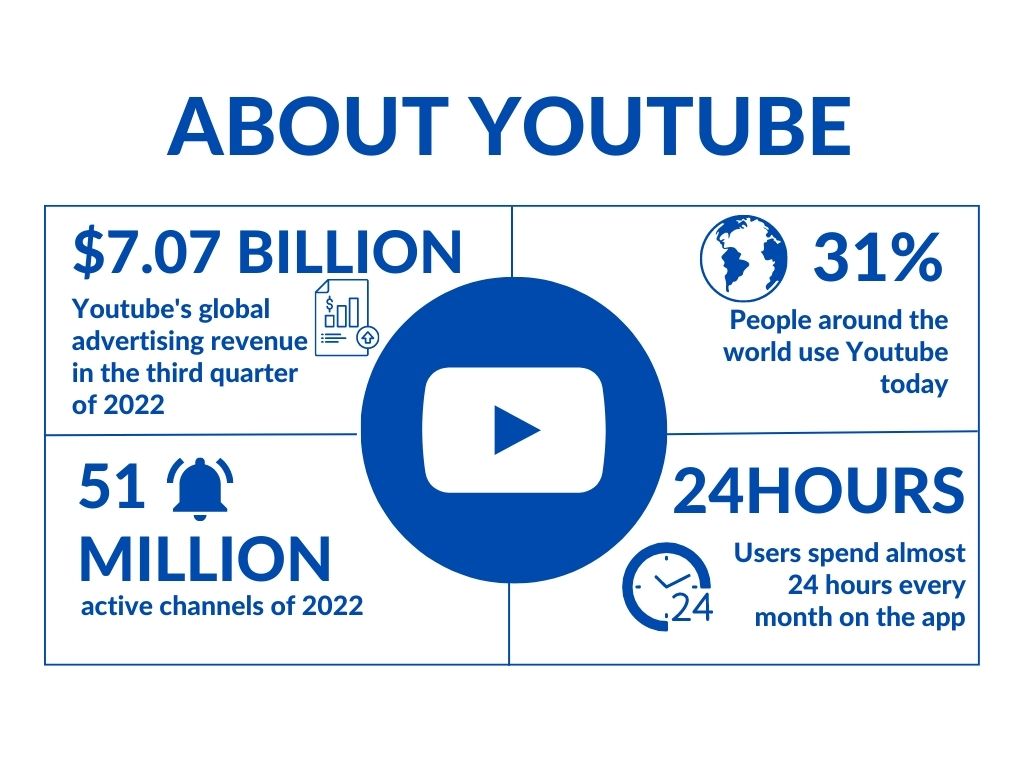 ABOUT YOUTUBE
$7.07 BILLION
Youtube's global
advertising revenue
in the third quarter
of 2022
$
31%
People around the
world use Youtube
today
51
MILLION
active channels of 2022
24HOURS
Users spend almost
24 hours every
month on the app
24